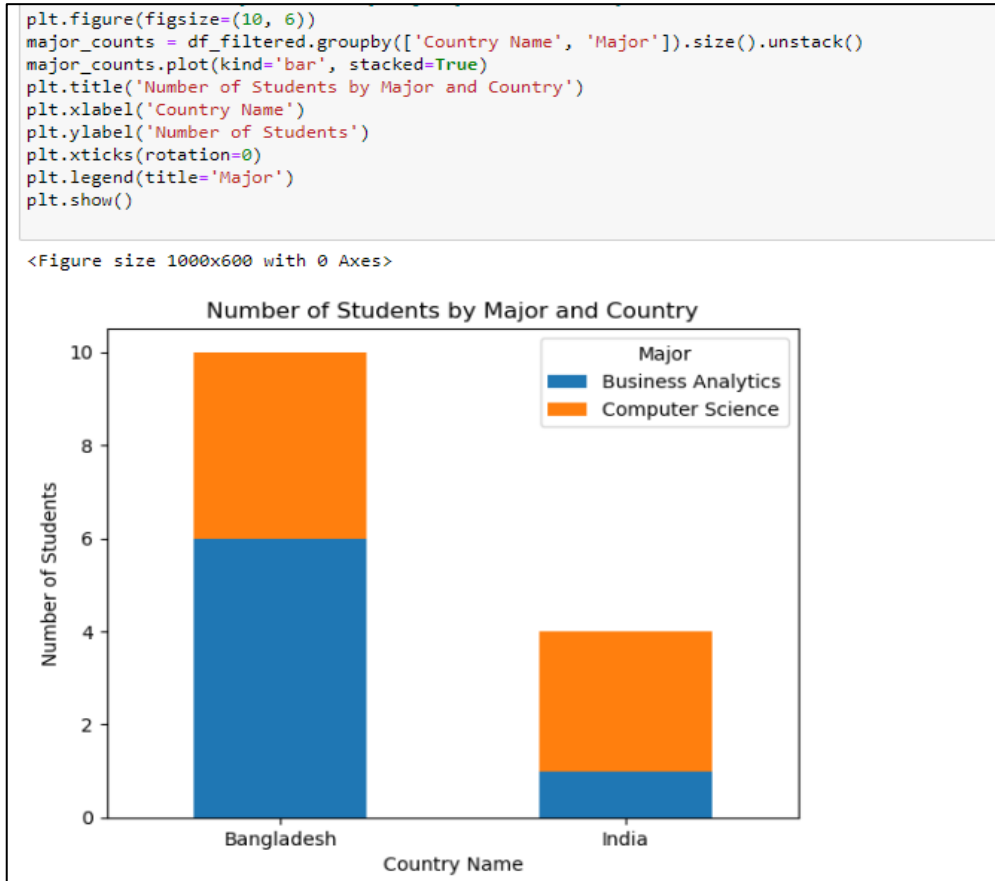 plt.figure(figsize=(10, 6))
major_counts = df_filtered.groupby(['Country Name', 'Major']).size().unstack()
major_counts.plot(kind='bar', stacked=True)
plt.title('Number of Students by Major and Country')
plt.xlabel('Country Name')
plt.ylabel('Number of Students')
plt.xticks(rotation=0)
plt.legend(title='Major')
plt.show()
<Figure size 1000x600 with 0 Axes>
Number of Students by Major and Country
Major
Business Analytics
Computer Science
Number of Students
10
8
6
4
2
0
Bangladesh
India
Country Name